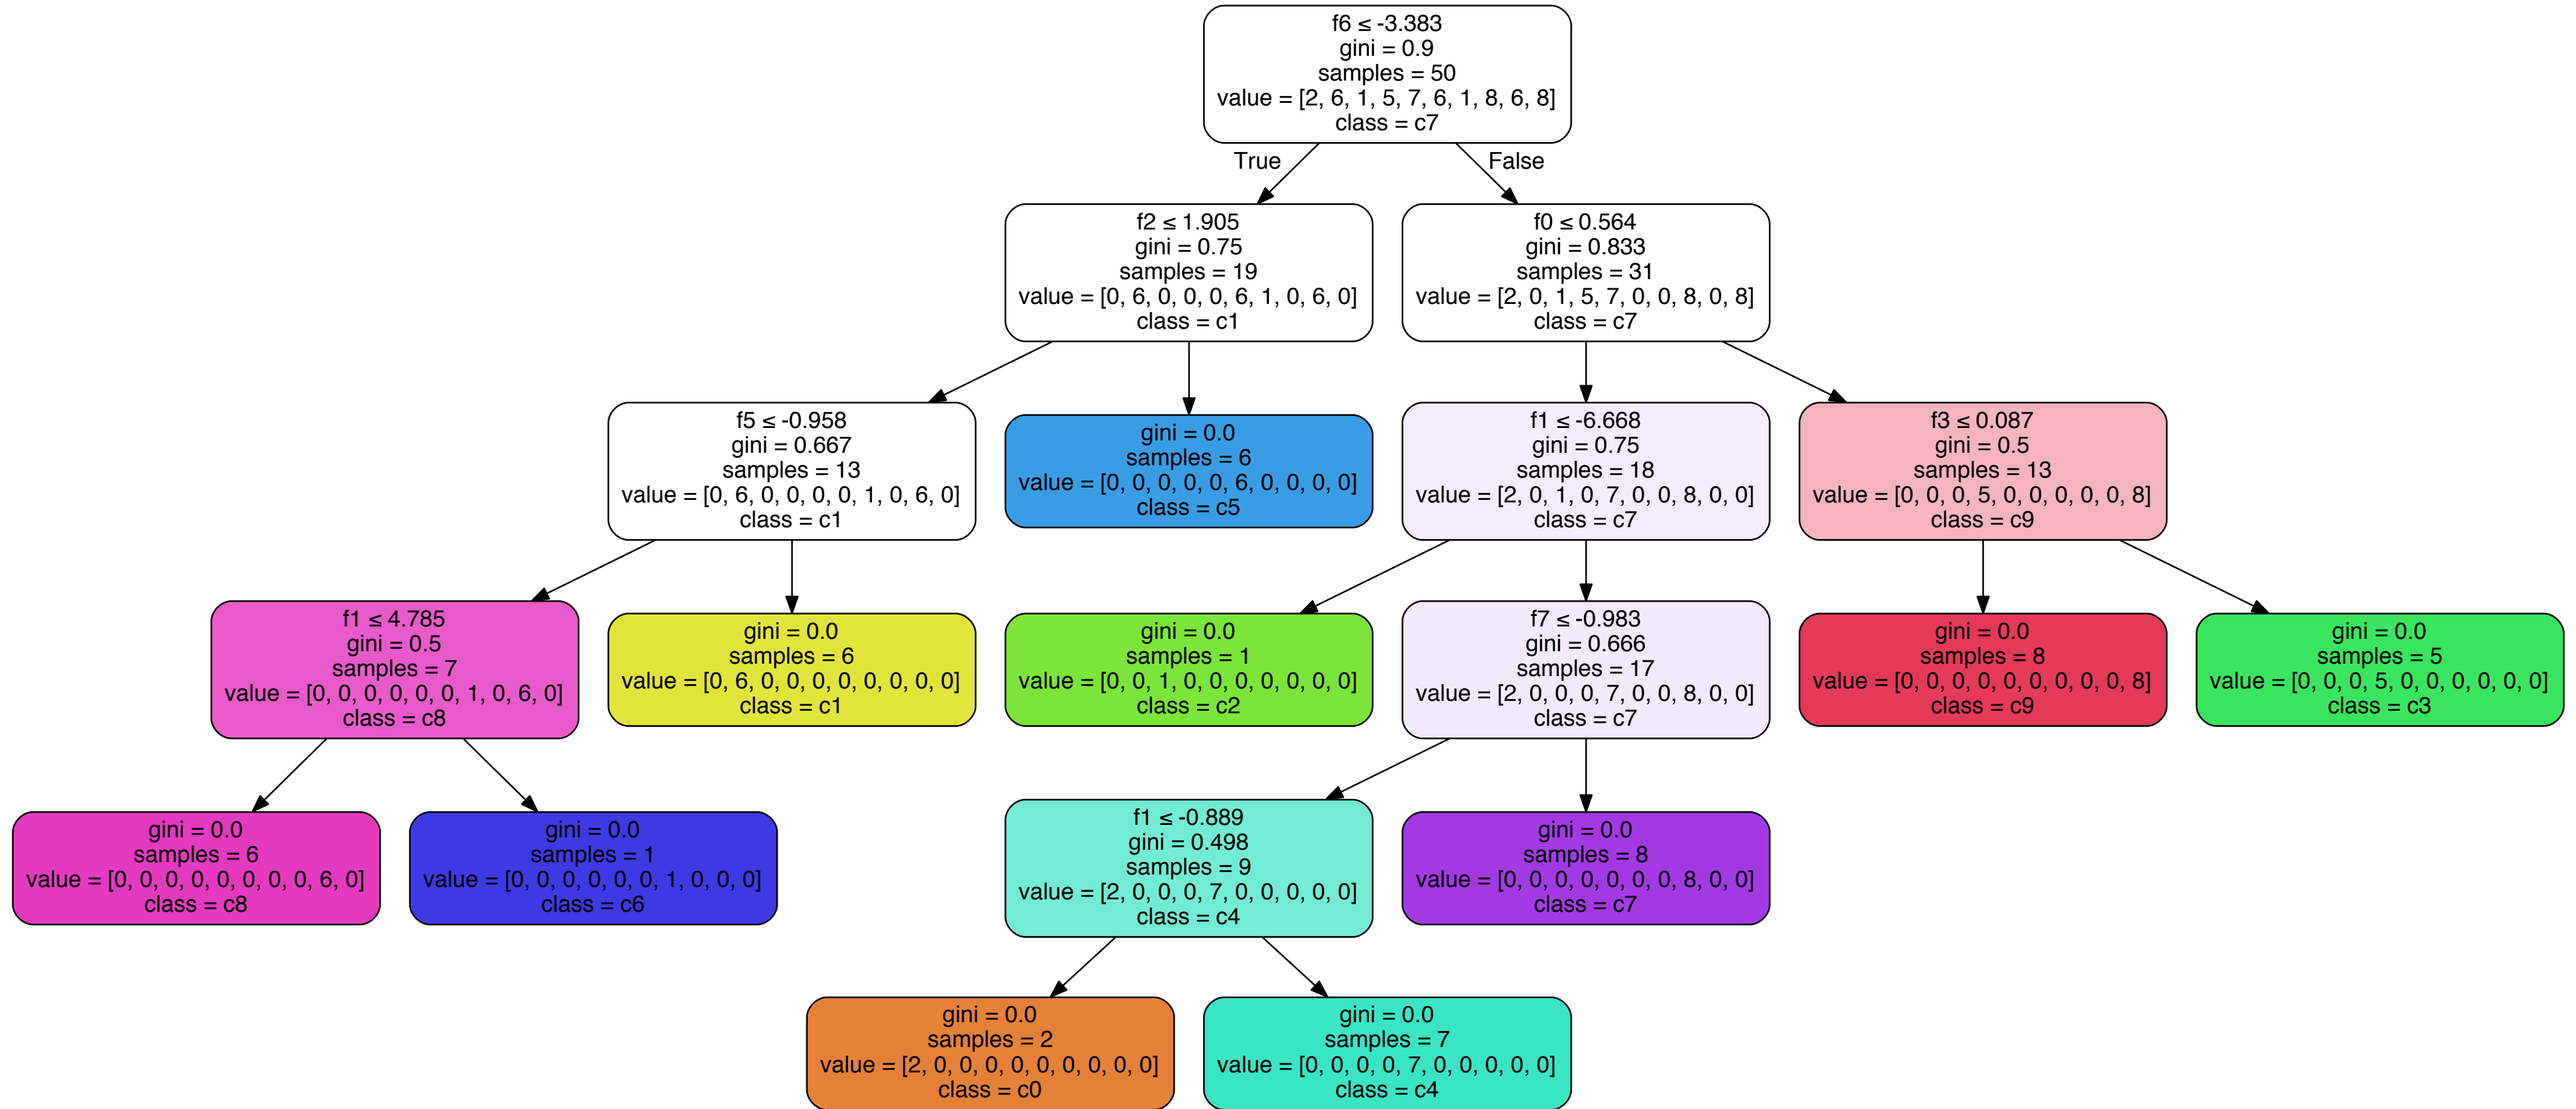 f6 ≤ -3.383
gini = 0.9
samples = 50
value = [2, 6, 1, 5, 7, 6, 1, 8, 6, 8]
class = c7
True
False
f2 ≤ 1.905
gini = 0.75
samples = 19
value = [0, 6, 0, 0, 0, 6, 1, 0, 6, 0]
class = c1
f0 ≤ 0.564
gini = 0.833
samples = 31
value = [2, 0, 1, 5, 7, 0, 0, 8, 0, 8]
class = c7
f5 ≤ -0.958
gini = 0.667
samples = 13
value = [0, 6, 0, 0, 0, 0, 1, 0, 6, 0]
class = c1
gini = 0.0
samples = 6
value = [0, 0, 0, 0, 0, 6, 0, 0, 0, 0]
class = c5
f1 ≤ -6.668
gini = 0.75
samples = 18
value = [2, 0, 1, 0, 7, 0, 0, 8, 0, 0]
class = c7
f3 ≤ 0.087
gini = 0.5
samples = 13
value = [0, 0, 0, 5, 0, 0, 0, 0, 0, 8]
class = c9
f1 ≤ 4.785
gini = 0.5
samples = 7
value = [0, 0, 0, 0, 0, 0, 1, 0, 6, 0]
class = c8
gini = 0.0
samples = 6
value = [0, 6, 0, 0, 0, 0, 0, 0, 0, 0]
class = c1
gini = 0.0
samples = 1
value = [0, 0, 1, 0, 0, 0, 0, 0, 0, 0]
class = c2
f7 ≤ -0.983
gini = 0.666
samples = 17
value = [2, 0, 0, 0, 7, 0, 0, 8, 0, 0]
class = c7
gini = 0.0
samples = 8
value = [0, 0, 0, 0, 0, 0, 0, 0, 0, 8]
class = c9
gini = 0.0
samples = 5
value = [0, 0, 0, 5, 0, 0, 0, 0, 0, 0]
class = c3
gini = 0.0
samples = 6
value = [0, 0, 0, 0, 0, 0, 0, 0, 6, 0]
class = c8
gini = 0.0
samples = 1
value = [0, 0, 0, 0, 0, 0, 1, 0, 0, 0]
class = c6
f1 ≤ -0.889
gini = 0.498
samples = 9
value = [2, 0, 0, 0, 7, 0, 0, 0, 0, 0]
class = c4
gini = 0.0
samples = 8
value = [0, 0, 0, 0, 0, 0, 0, 8, 0, 0]
class = c7
gini = 0.0
samples = 2
value = [2, 0, 0, 0, 0, 0, 0, 0, 0, 0]
class = c0
gini = 0.0
samples = 7
value = [0, 0, 0, 0, 7, 0, 0, 0, 0, 0]
class = c4